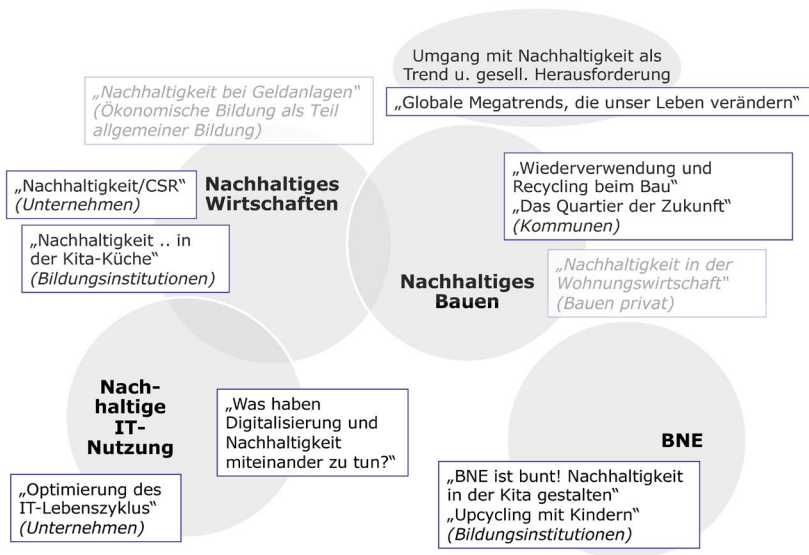 Umgang mit Nachhaltigkeit als
Trend u. gesell. Herausforderung
„Globale Megatrends, die unser Leben verändern“
„Nachhaltigkeit bei Geldanlagen“
(Ökonomische Bildung als Teil
allgemeiner Bildung)
Nachhaltiges
Wirtschaften
„Nachhaltigkeit/CSR“
(Unternehmen)
„Nachhaltigkeit .. in
der Kita-Küche“
(Bildungsinstitutionen)
„Wiederverwendung und
Recycling beim Bau“
„Das Quartier der Zukunft“
(Kommunen)
Nachhaltiges
Bauen
„Nachhaltigkeit in der
Wohnungswirtschaft“
(Bauen privat)
Nach-
haltige
IT-
Nutzung
„Was haben
Digitalisierung und
Nachhaltigkeit
miteinander zu tun?“
„Optimierung des
IT-Lebenszyklus“
(Unternehmen)
BNE
„BNE ist bunt! Nachhaltigkeit
in der Kita gestalten“
„Upcycling mit Kindern“
(Bildungsinstitutionen)